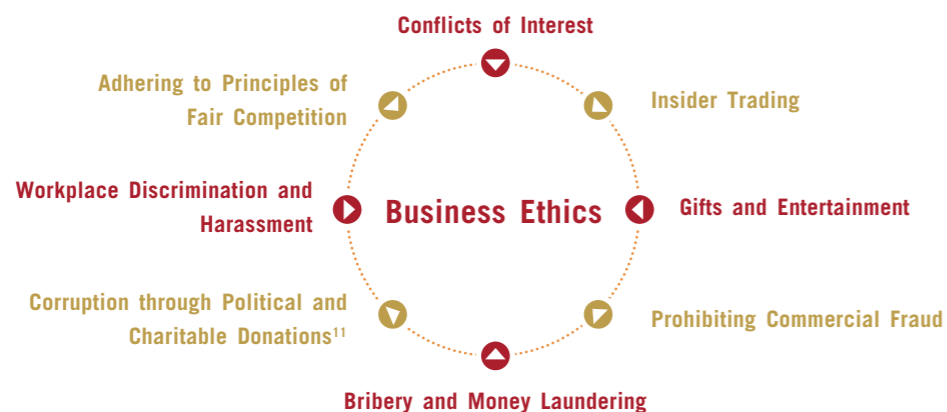 Conflicts of Interest
Adhering to Principles of
Fair Competition
Insider Trading
Workplace Discrimination and
Harassment
Business Ethics
Gifts and Entertainment
Corruption through Political and
Charitable Donations¹¹
Prohibiting Commercial Fraud
Bribery and Money Laundering